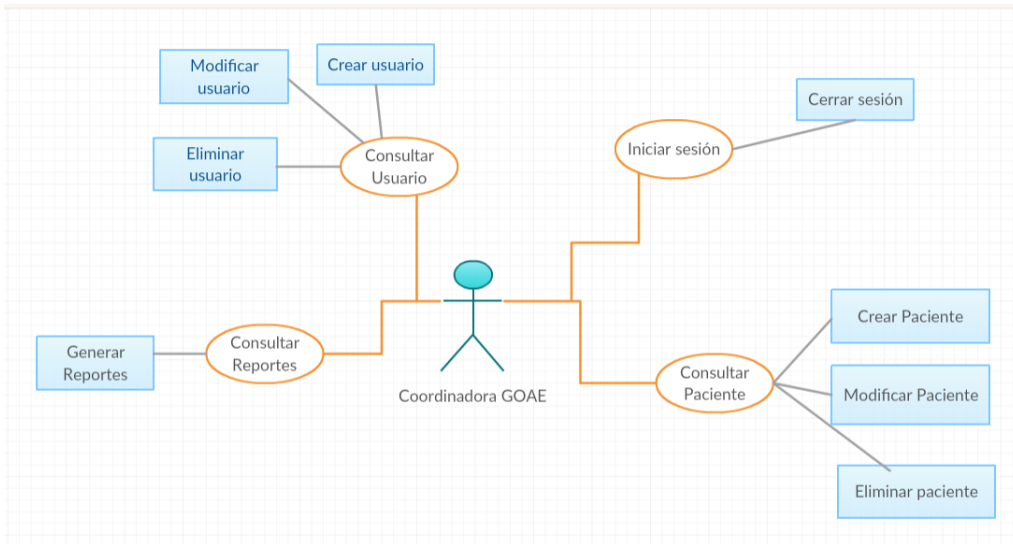 Modificar
usuario
Crear usuario
Eliminar
usuario
Consultar
Usuario
Iniciar sesión
Cerrar sesión
Generar
Reportes
Consultar
Reportes
Coordinadora GOAE
Consultar
Paciente
Crear Paciente
Modificar Paciente
Eliminar paciente